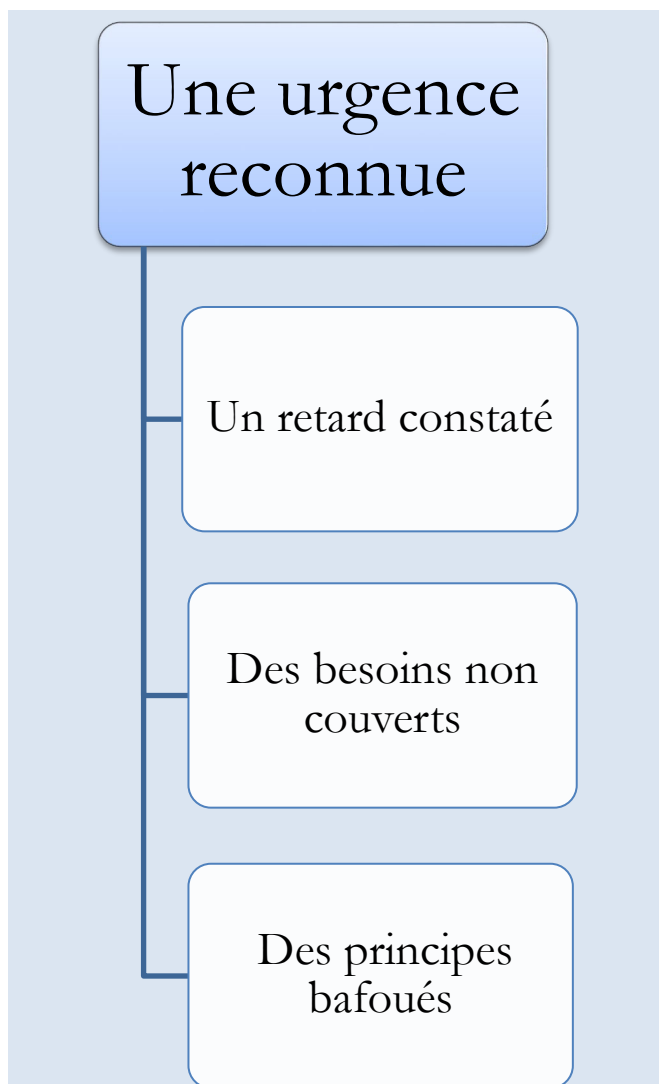 Une urgence
reconnue
Un retard constaté
Des besoins non
couverts
Des principes
bafoués